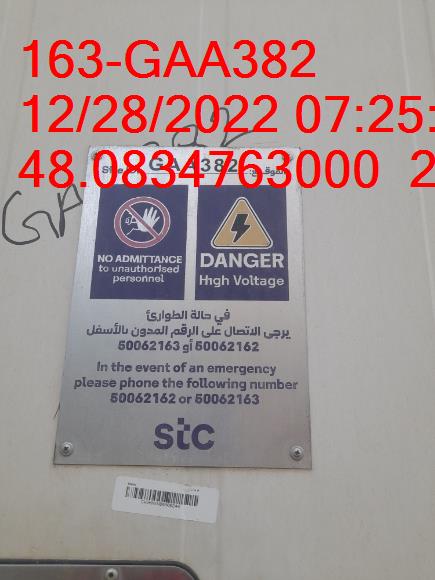 163-GAA382
12/28/2022 07:25:
48.0834763000 2
GAA382
NO ADMITTANCE
to unauthorised
personnel
DANGER
High Voltage
في حالة الطوارئ
يرجى الاتصال على الرقم المدون بالأسفل
50062162 أو 50062163
In the event of an emergency
please phone the following number
50062162 or 50062163
stc